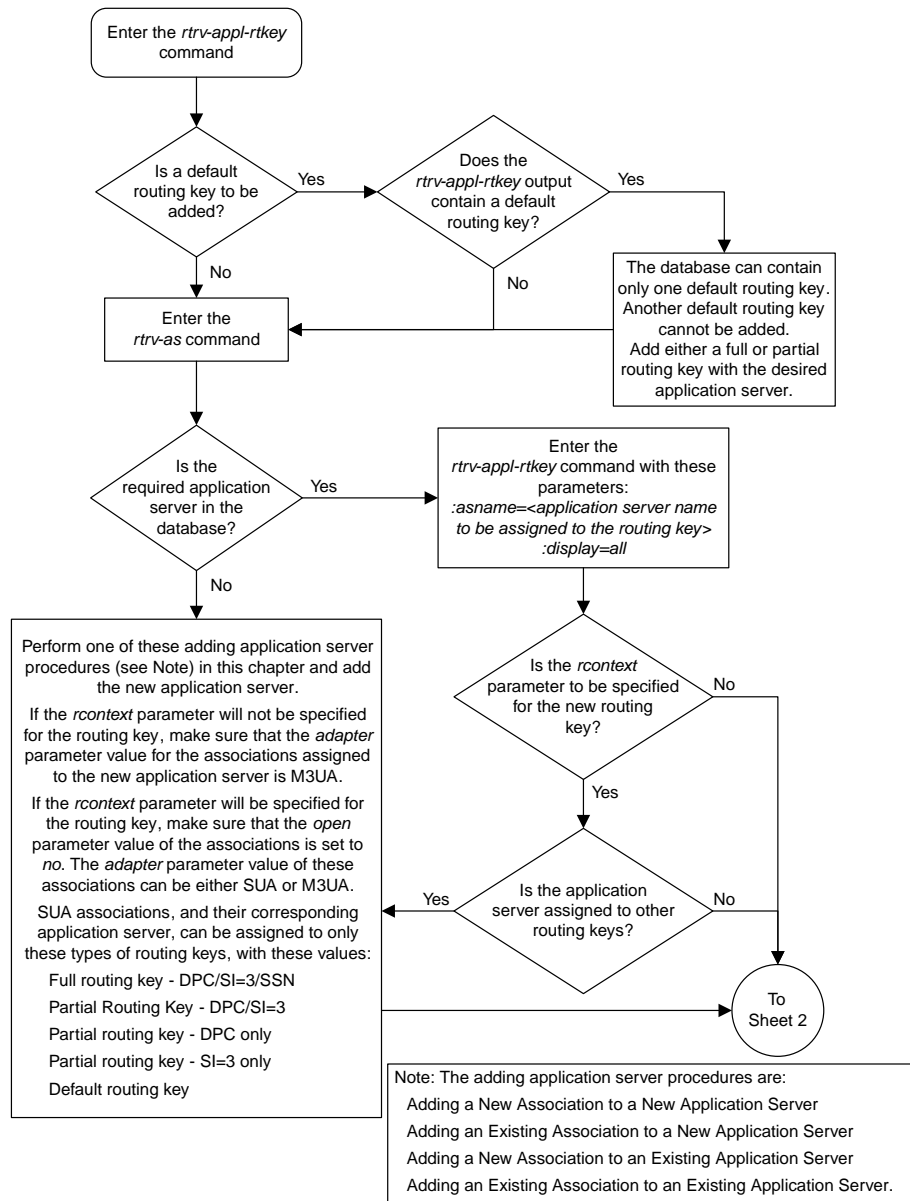 Enter the rtrv-appl-rtkey
command
Is a default
routing key to be
added?
Yes
Does the
rtrv-appl-rtkey output
contain a default
routing key?
Yes
No
No
The database can contain
only one default routing key.
Another default routing key
cannot be added.
Add either a full or partial
routing key with the desired
application server.
Enter the
rtrv-as command
Is the
required application
server in the
database?
Yes
No
Enter the
rtrv-appl-rtkey command with these
parameters:
:asname=<application server name
to be assigned to the routing key>
:display=all
Is the rcontext
parameter to be specified
for the new routing
key?
No
Yes
Perform one of these adding application server
procedures (see Note) in this chapter and add
the new application server.
If the rcontext parameter will not be specified
for the routing key, make sure that the adapter
parameter value for the associations assigned
to the new application server is M3UA.
If the rcontext parameter will be specified for
the routing key, make sure that the open
parameter value of the associations is set to
no. The adapter parameter value of these
associations can be either SUA or M3UA.
SUA associations, and their corresponding
application server, can be assigned to only
these types of routing keys, with these values:
Full routing key - DPC/SI=3/SSN
Partial Routing Key - DPC/SI=3
Partial routing key - DPC only
Partial routing key - SI=3 only
Default routing key
Yes
Is the application
server assigned to other
routing keys?
No
To
Sheet 2
Note: The adding application server procedures are:
Adding a New Association to a New Application Server
Adding an Existing Association to a New Application Server
Adding a New Association to an Existing Application Server
Adding an Existing Association to an Existing Application Server.